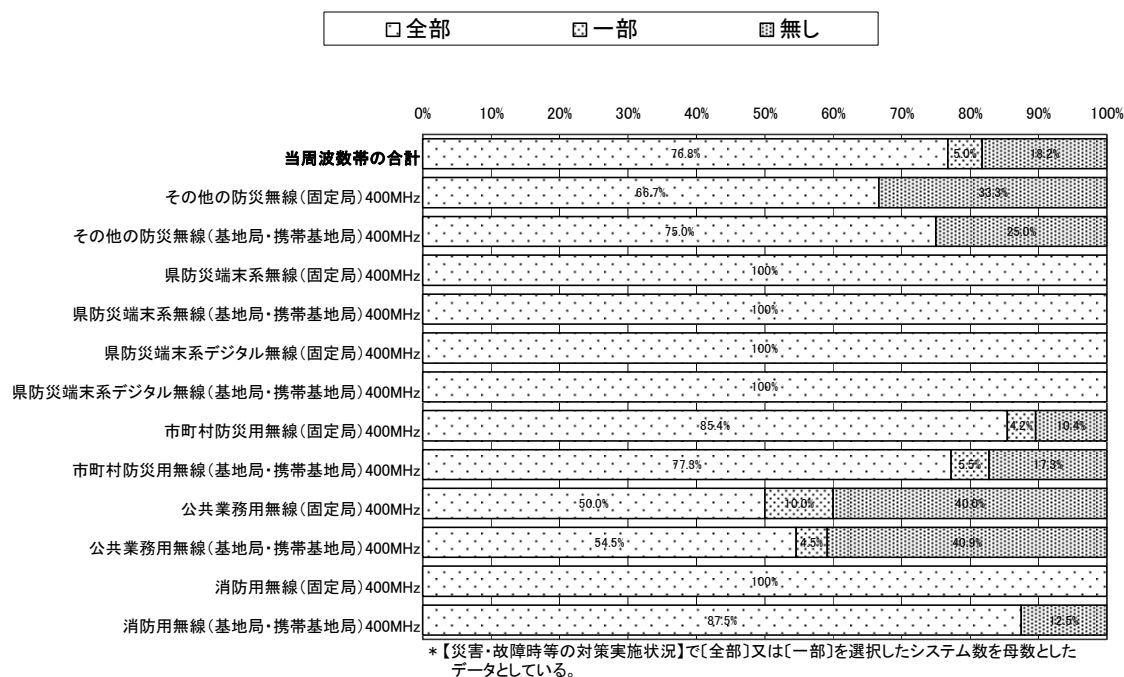 全部 一部 無し
0% 10% 20% 30% 40% 50% 60% 70% 80% 90% 100%
当周波数帯の合計 76.8% 5.0% 18.2%
その他の防災無線(固定局)400MHz 66.7% 33.3%
その他の防災無線(基地局・携帯基地局)400MHz 75.0% 25.0%
県防災端末系無線(固定局)400MHz 100%
県防災端末系無線(基地局・携帯基地局)400MHz 100%
県防災端末系デジタル無線(固定局)400MHz 100%
県防災端末系デジタル無線(基地局・携帯基地局)400MHz 100%
市町村防災用無線(固定局)400MHz 85.4% 4.2% 10.4%
市町村防災用無線(基地局・携帯基地局)400MHz 77.3% 5.5% 17.3%
公共業務用無線(固定局)400MHz 50.0% 10.0% 40.0%
公共業務用無線(基地局・携帯基地局)400MHz 54.5% 4.5% 40.9%
消防用無線(固定局)400MHz 100%
消防用無線(基地局・携帯基地局)400MHz 87.5% 12.5%
*【災害・故障時等の対策実施状況】で〔全部〕又は〔一部〕を選択したシステム数を母数とした
データとしている。